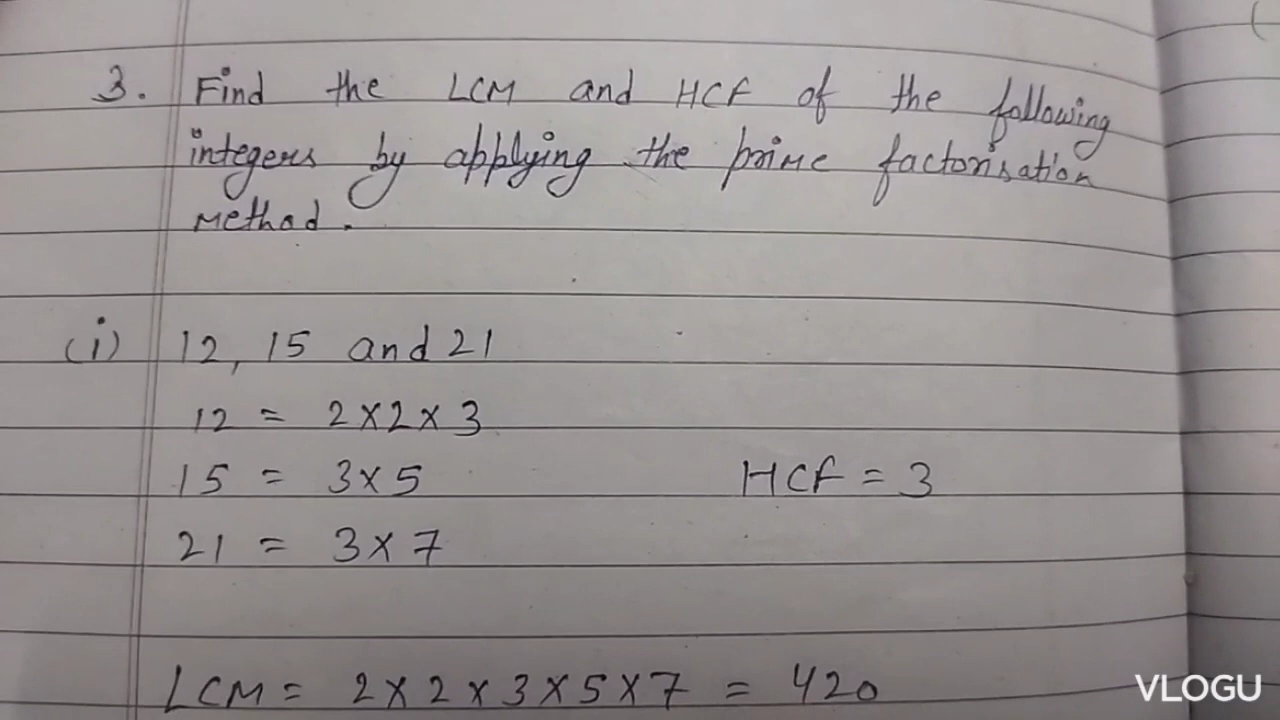 3. Find the LCM and HCF of the following
integers by applying the prime factorisation
method.
(i) 12, 15 and 21
12 = 2×2×3
15 = 3×5
HCF = 3
21 = 3×7
LCM = 2×2×3×5×7 = 420
VLOGU